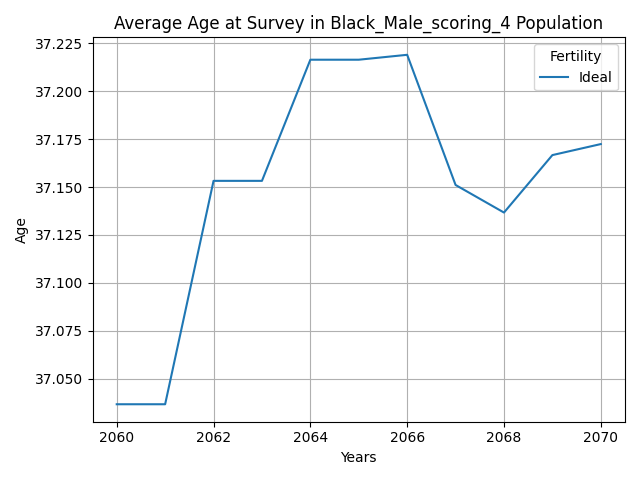 Average Age at Survey in Black_Male_scoring_4 Population
37.225
37.200
37.175
37.150
37.125
37.100
37.075
37.050
Age
Fertility
Ideal
2060 2062 2064 2066 2068 2070
Years